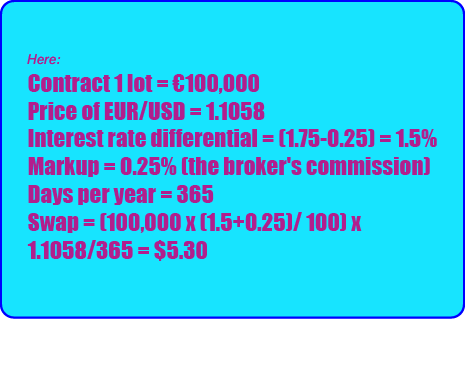 Here:
Contract 1 lot = €100,000
Price of EUR/USD = 1.1058
Interest rate differential = (1.75-0.25) = 1.5%
Markup = 0.25% (the broker's commission)
Days per year = 365
Swap = (100,000 x (1.5+0.25)/ 100) x
1.1058/365 = $5.30